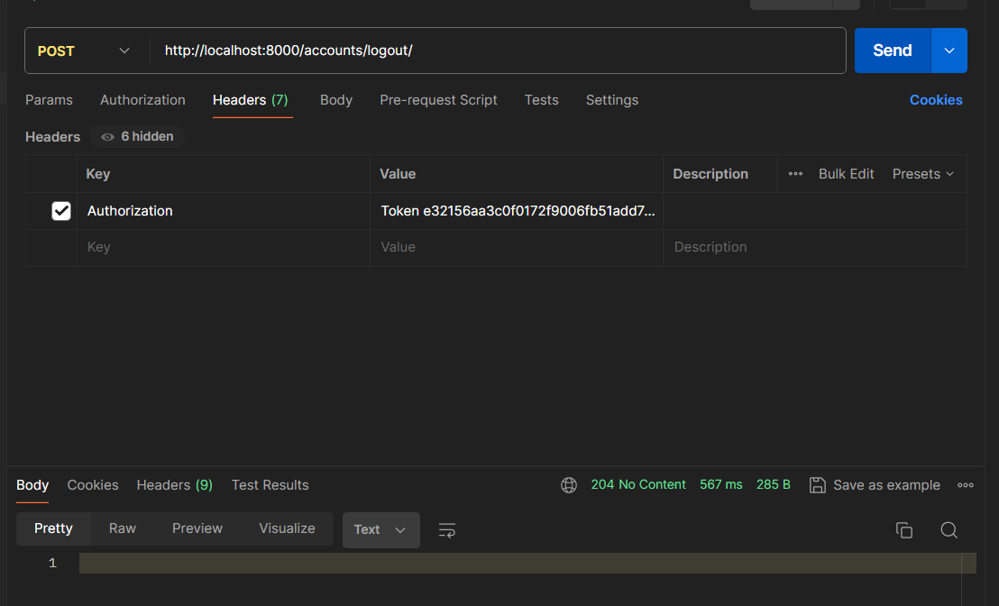 POST http://localhost:8000/accounts/logout/ Send
Params Authorization Headers (7) Body Pre-request Script Tests Settings Cookies
Headers 6 hidden
Key Value Description ••• Bulk Edit Presets
Authorization Token e32156aa3c0f0172f9006fb51add7...
Key Value Description
Body Cookies Headers (9) Test Results 204 No Content 567 ms 285 B Save as example
Pretty Raw Preview Visualize Text
1